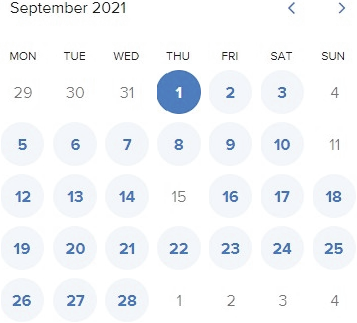 September 2021
MON TUE WED THU FRI SAT SUN
29 30 31 1 2 3 4
5 6 7 8 9 10 11
12 13 14 15 16 17 18
19 20 21 22 23 24 25
26 27 28 1 2 3 4